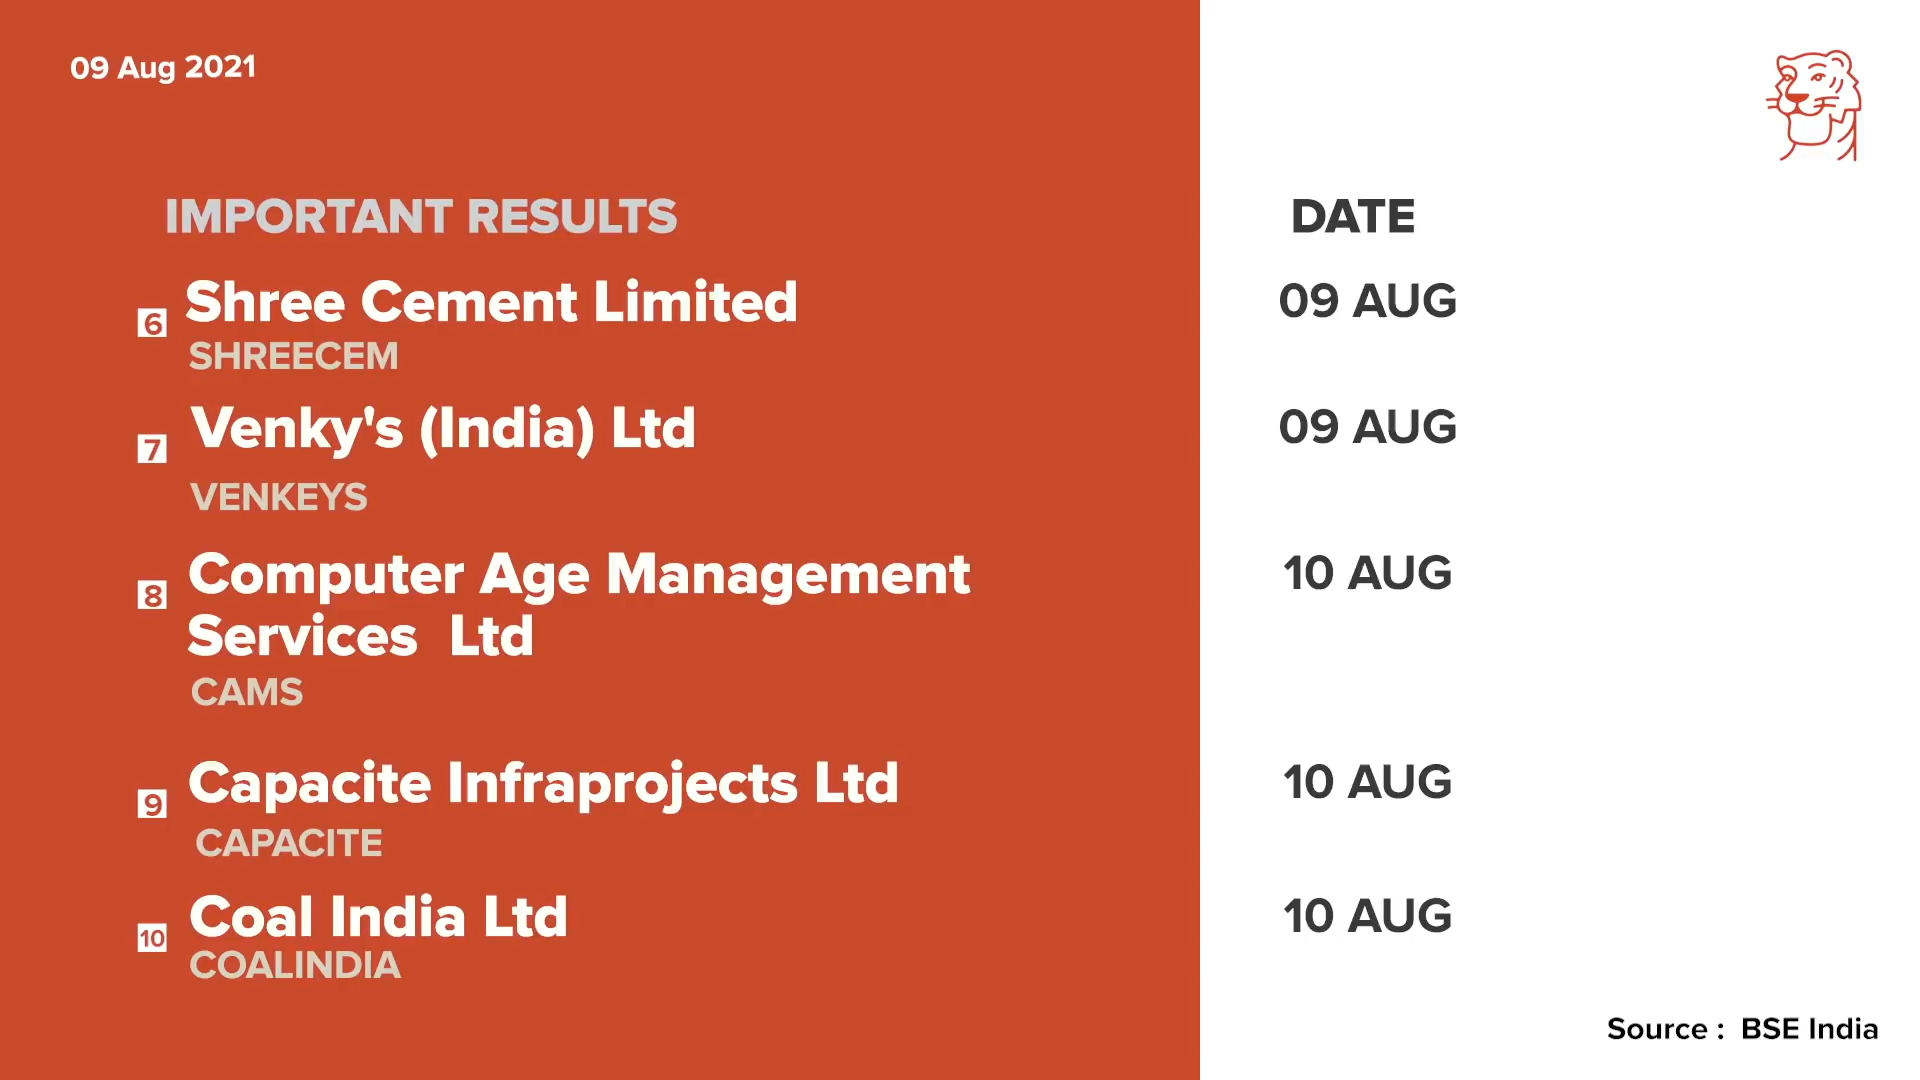 09 Aug 2021
IMPORTANT RESULTS
DATE
6 Shree Cement Limited
09 AUG
SHREECEM
7 Venky's (India) Ltd
09 AUG
VENKEYS
8 Computer Age Management
10 AUG
Services Ltd
CAMS
9 Capacite Infraprojects Ltd
10 AUG
CAPACITE
10 Coal India Ltd
10 AUG
COALINDIA
Source : BSE India